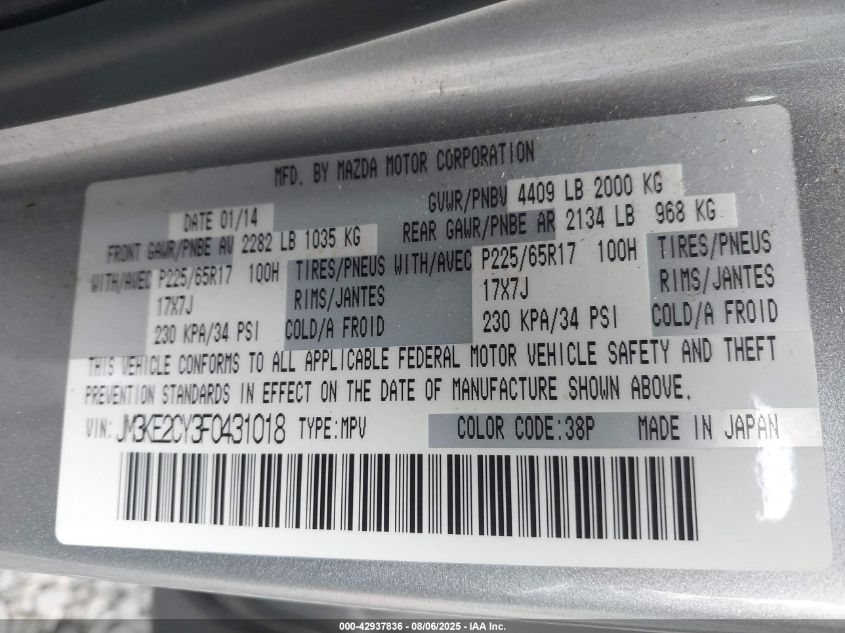 MFD. BY MAZDA MOTOR CORPORATION
DATE 01/14 GVWR/PNBV 4409 LB 2000 KG
FRONT GAWR/PNBE AV 2282 LB 1035 KG REAR GAWR/PNBE AR 2134 LB 968 KG
WITH/AVEC P225/65R17 100H TIRES/PNEUS WITH/AVEC P225/65R17 100H TIRES/PNEUS
17X7J RIMS/JANTES 17X7J RIMS/JANTES
230 KPA/34 PSI COLD/A FROID 230 KPA/34 PSI COLD/A FROID
THIS VEHICLE CONFORMS TO ALL APPLICABLE FEDERAL MOTOR VEHICLE SAFETY AND THEFT
PREVENTION STANDARDS IN EFFECT ON THE DATE OF MANUFACTURE SHOWN ABOVE.
VIN: JM3KE2CY3F0431018 TYPE:MPV COLOR CODE:38P MADE IN JAPAN
000-42937836 - 08/06/2025 - IAA Inc.